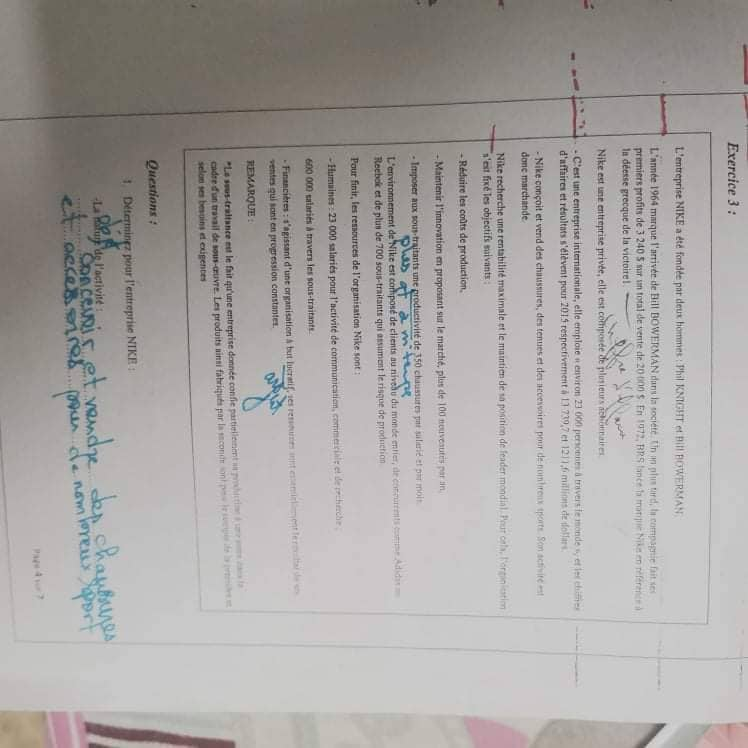 Exercice 3 :
L'entreprise NIKE a été fondée par deux hommes : Phil KNIGHT et Bill BOWERMAN
L'année 1964 marque l'arrivée de Bill BOWERMAN dans la société. Un an plus tard, la compagnie fait ses
premiers profits de 3 240 $ sur un total de vente de 20 000 $. En 1972, BRS lance la marque Nike en référence à
la déesse grecque de la victoire !
Nike est une entreprise privée, elle est composée de plusieurs actionnaires.
- C'est une entreprise internationale, elle emploie « environ 23 000 personnes à travers le monde », et les chiffres
d'affaires et résultats s'élèvent pour 2015 respectivement à 13 739,7 et 1211,6 millions de dollars.
- Nike conçoit et vend des chaussures, des tenues et des accessoires pour de nombreux sports. Son activité est
donc marchande.
Nike recherche une rentabilité maximale et le maintien de sa position de leader mondial. Pour cela, l'organisation
s'est fixé les objectifs suivants :
- Réduire les coûts de production,
- Maintenir l'innovation en proposant sur le marché, plus de 100 nouveautés par an,
- Imposer aux sous-traitants une productivité de 350 chaussures par salarié et par mois.
L'environnement de Nike est composé de clients au niveau du monde entier, de concurrents comme Adidas ou
Reebok et de plus de 700 sous-traitants qui assument le risque de production.
Pour finir, les ressources de l'organisation Nike sont :
- Humaines : 23 000 salariés pour l'activité de communication, commerciale et de recherche ;
600 000 salariés à travers les sous-traitants.
- Financières : s'agissant d'une organisation à but lucratif, ses ressources sont essentiellement le résultat de ses
ventes qui sont en progression constantes.
REMARQUE :
*La sous-traitance est le fait qu'une entreprise donnée confie partiellement sa production à une autre dans le
cadre d'un travail de sous-œuvre. Les produits ainsi fabriqués par la seconde sont pour le compte de la première et
selon ses besoins et exigences
Questions :
1 Déterminez pour l'entreprise NIKE :
-La nature de l'activité :
concevoir et vendre des chaussures
et accessoires pour de nombreux sport
Page 4 sur 7